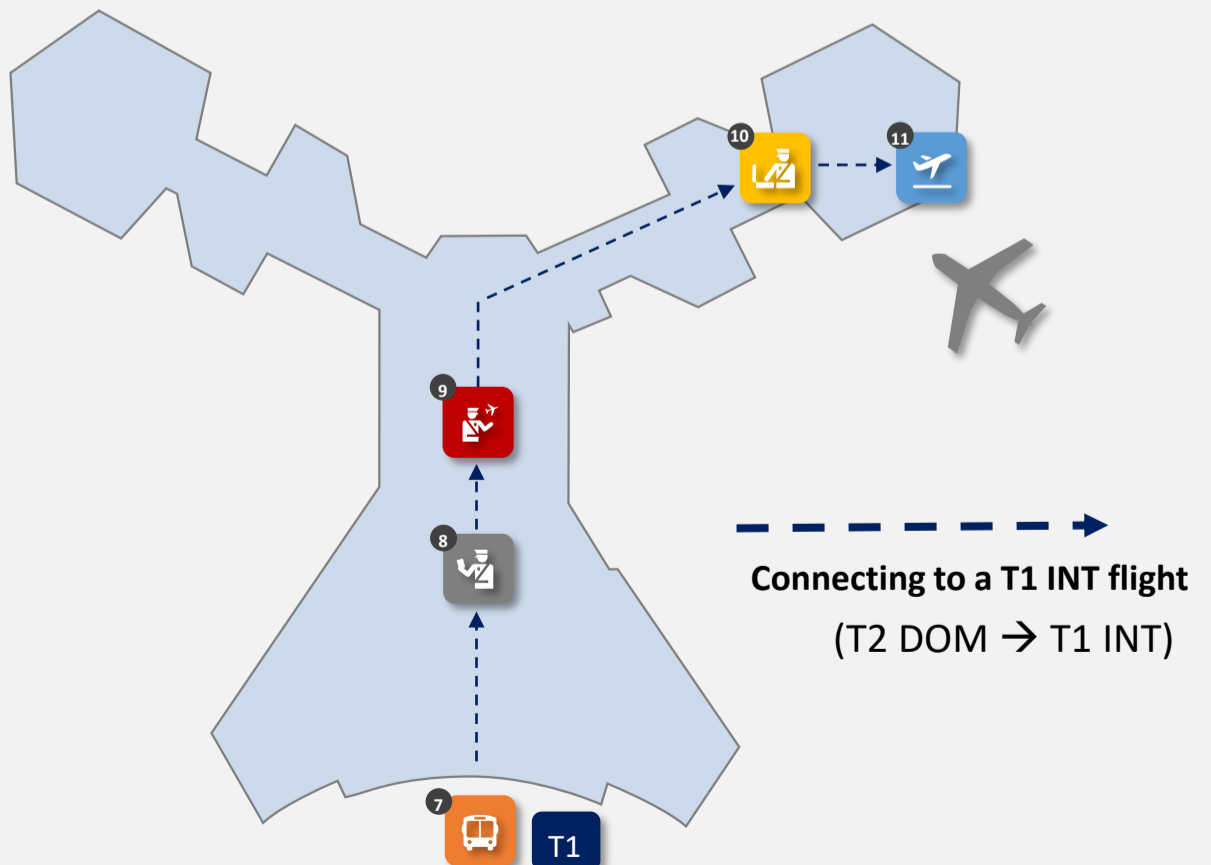 10
11
9
8
Connecting to a T1 INT flight
(T2 DOM → T1 INT)
7
T1